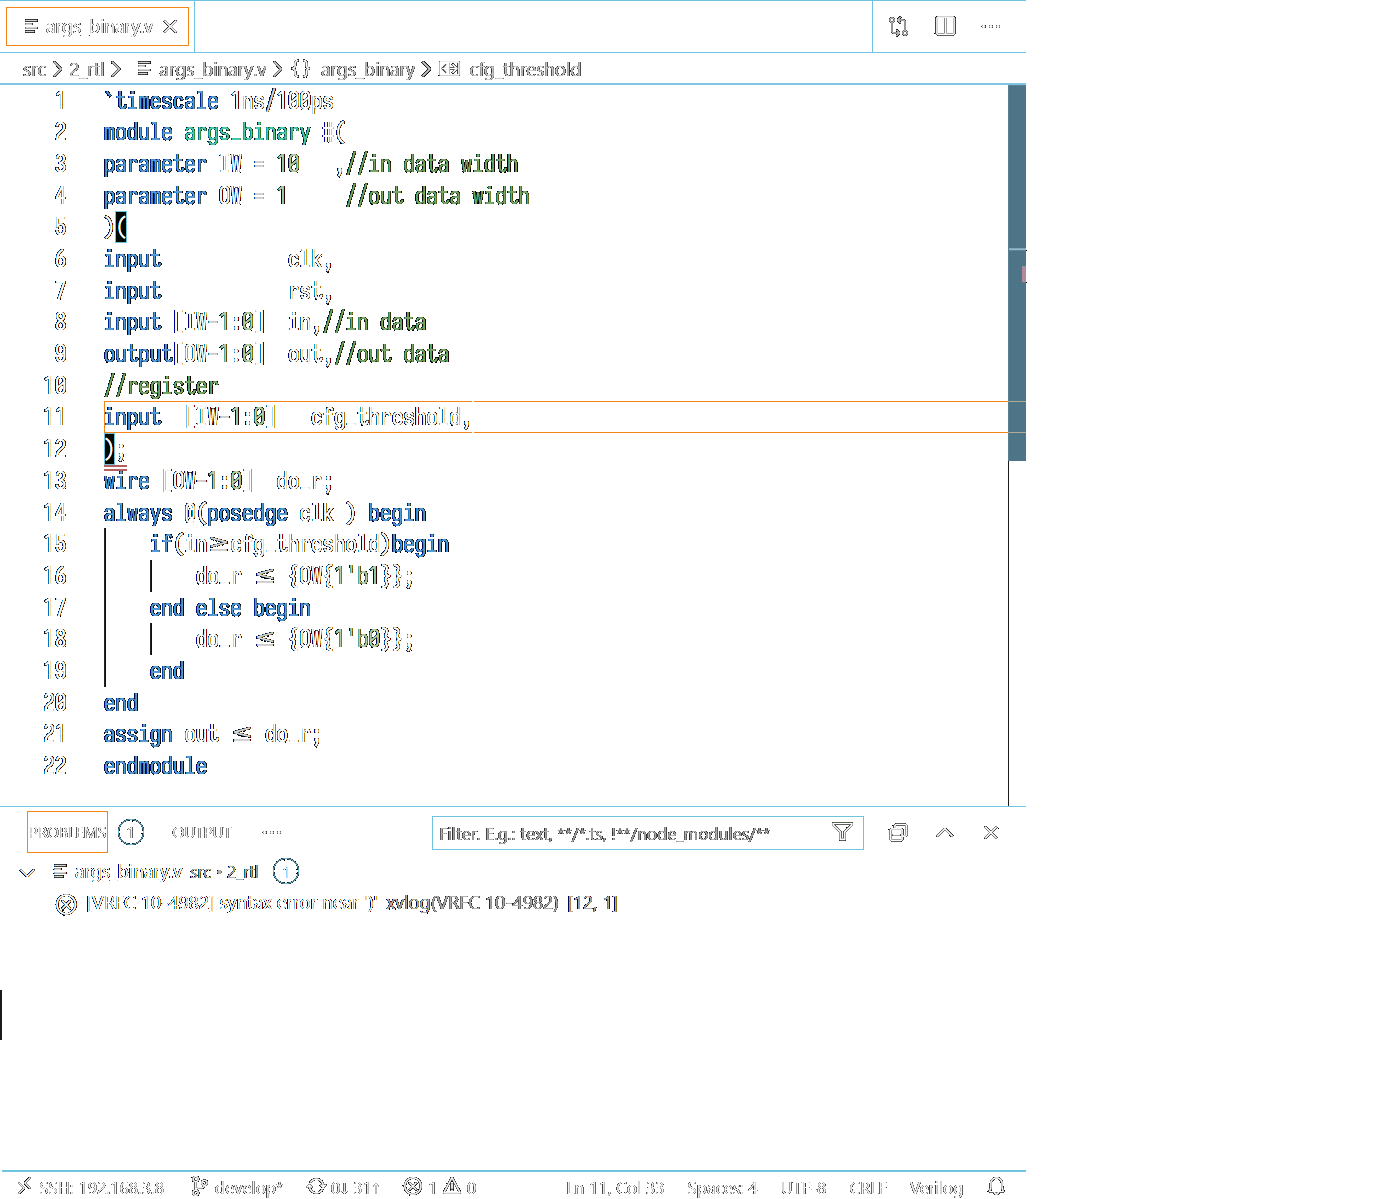 args_binary.v
src > 2_rtl > args_binary.v > {} args_binary > cfg_threshold
1 `timescale 1ns/100ps
2 module args_binary #(
3 parameter IW = 10 ,//in data width
4 parameter OW = 1 //out data width
5 )(
6 input clk,
7 input rst,
8 input [IW-1:0] in,//in data
9 output[OW-1:0] out,//out data
10 //register
11 input [IW-1:0] cfg_threshold,
12 );
13 wire [OW-1:0] do_r;
14 always @(posedge clk ) begin
15 if(in≥cfg_threshold)begin
16 do_r ≤ {OW{1'b1}};
17 end else begin
18 do_r ≤ {OW{1'b0}};
19 end
20 end
21 assign out ≤ do_r;
22 endmodule
PROBLEMS 1 OUTPUT ··· Filter. E.g.: text, **/*.ts, !**/node_modules/**
args_binary.v src • 2_rtl 1
[VRFC 10-4982] syntax error near ')' xvlog(VRFC 10-4982) [12, 1]
SSH: 192.168.3.8 develop* 0↓ 31↑ 1 0 Ln 11, Col 33 Spaces: 4 UTF-8 CRLF Verilog